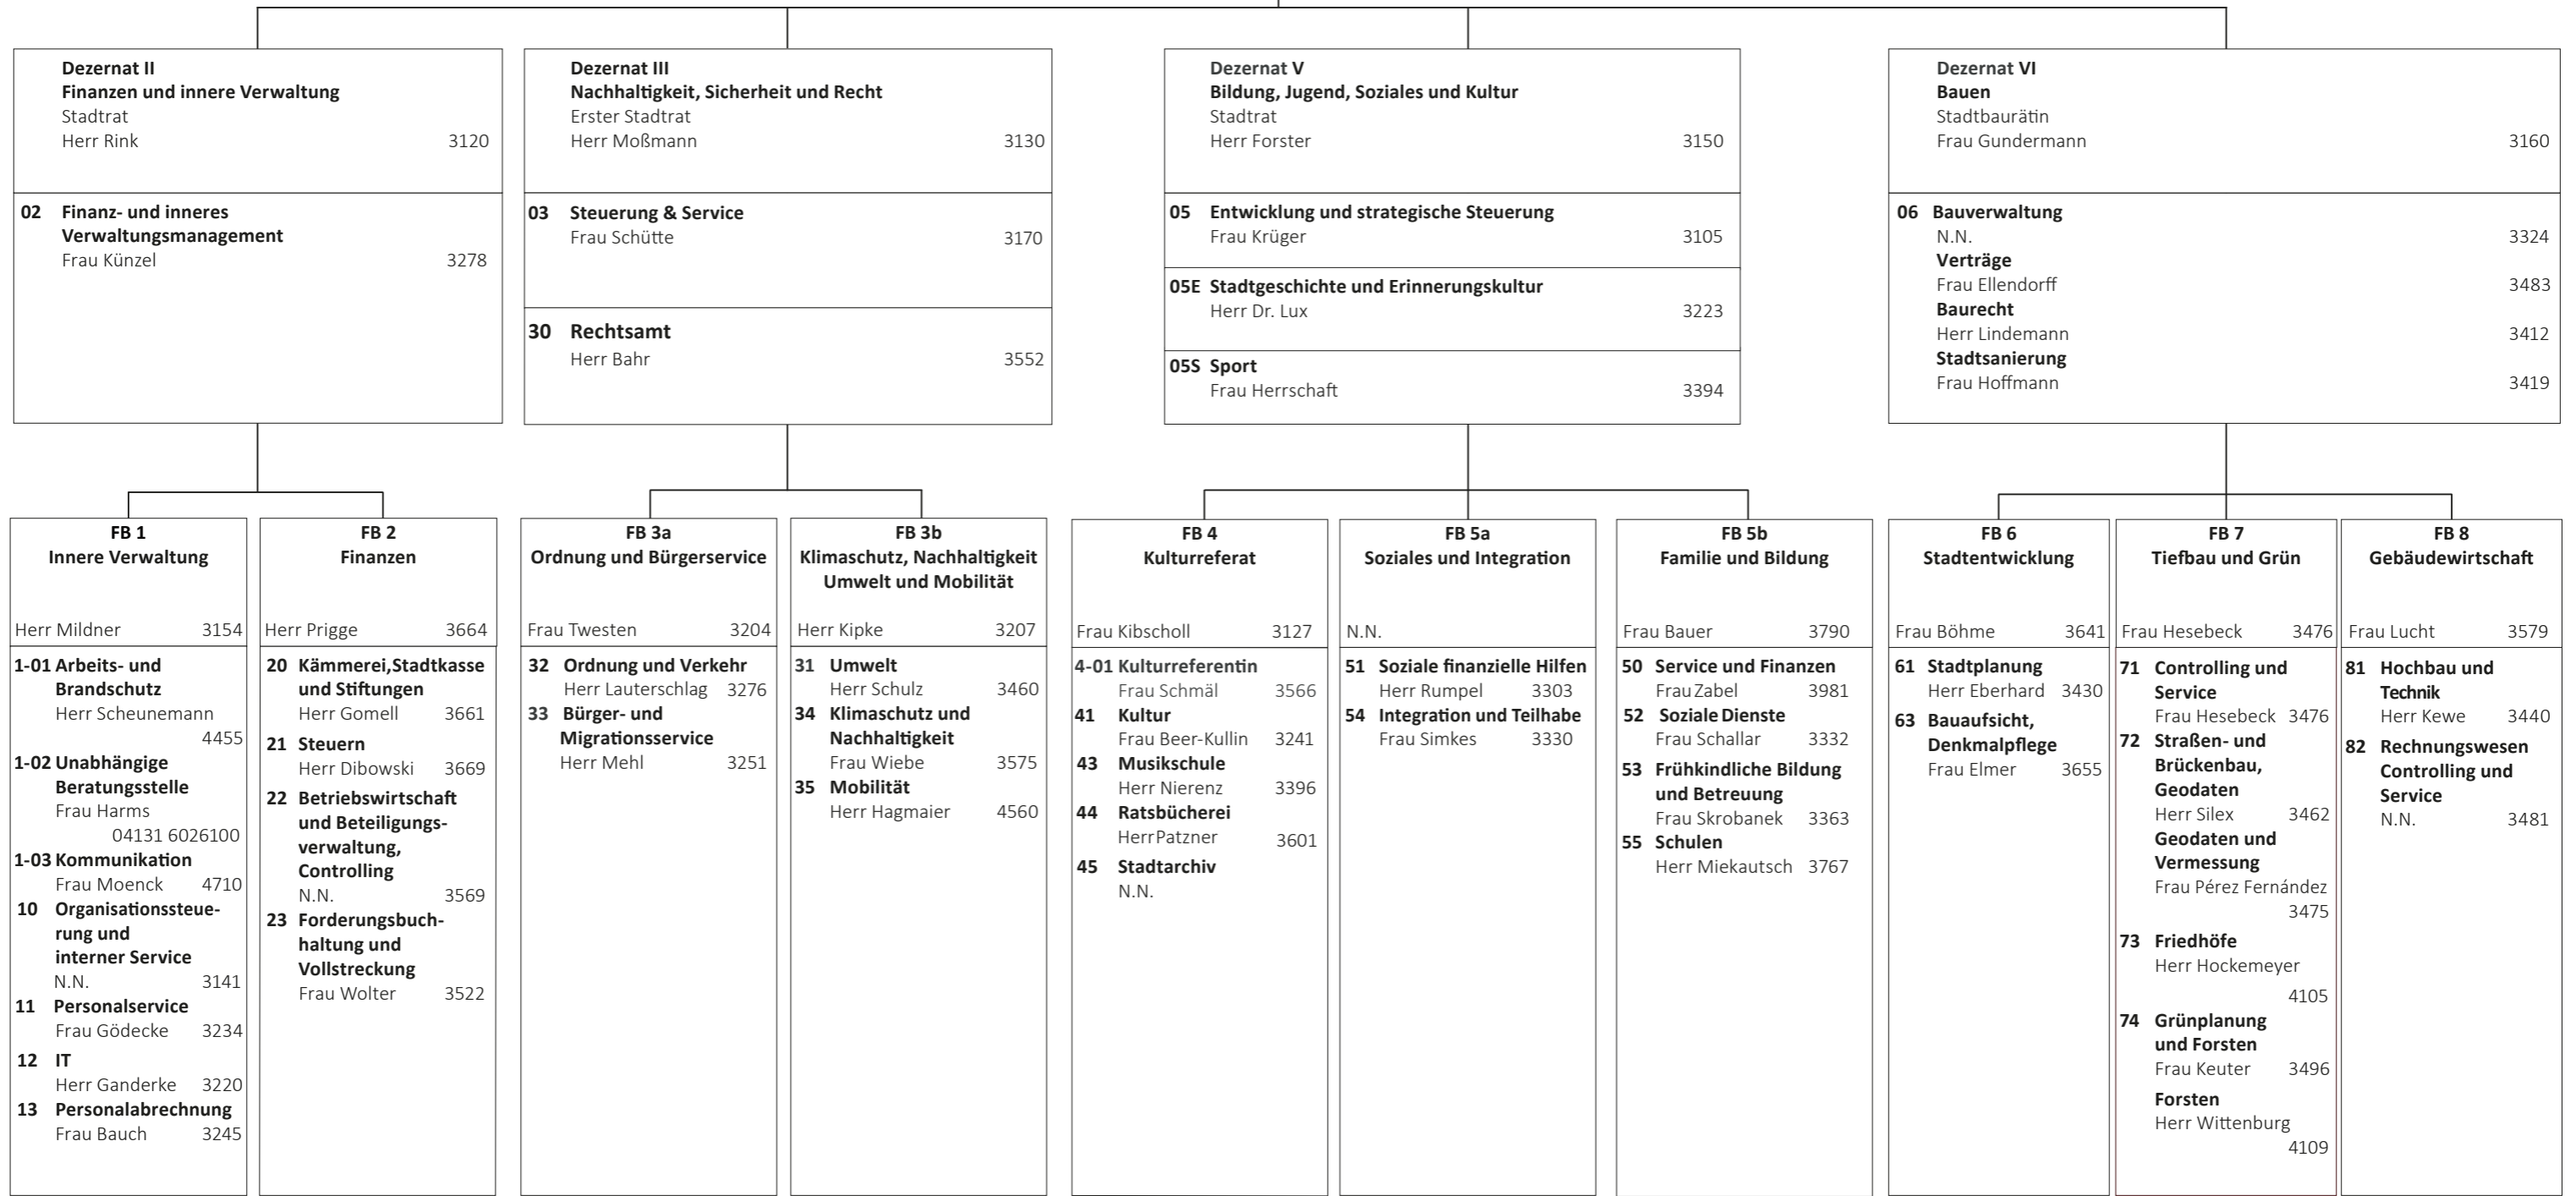 Dezernat II
Finanzen und innere Verwaltung
Stadtrat
Herr Rink 3120
02 Finanz- und inneres
Verwaltungsmanagement
Frau Künzel 3278
Dezernat III
Nachhaltigkeit, Sicherheit und Recht
Erster Stadtrat
Herr Moßmann 3130
03 Steuerung & Service
Frau Schütte 3170
30 Rechtsamt
Herr Bahr 3552
Dezernat V
Bildung, Jugend, Soziales und Kultur
Stadtrat
Herr Forster 3150
05 Entwicklung und strategische Steuerung
Frau Krüger 3105
05E Stadtgeschichte und Erinnerungskultur
Herr Dr. Lux 3223
05S Sport
Frau Herrschaft 3394
Dezernat VI
Bauen
Stadtbaurätin
Frau Gundermann 3160
06 Bauverwaltung
N.N. 3324
Verträge
Frau Ellendorff 3483
Baurecht
Herr Lindemann 3412
Stadtsanierung
Frau Hoffmann 3419
FB 1
Innere Verwaltung
Herr Mildner 3154
1-01 Arbeits- und
Brandschutz
Herr Scheunemann
4455
1-02 Unabhängige
Beratungsstelle
Frau Harms
04131 6026100
1-03 Kommunikation
Frau Moenck 4710
10 Organisationssteue-
rung und
interner Service
N.N. 3141
11 Personalservice
Frau Gödecke 3234
12 IT
Herr Ganderke 3220
13 Personalabrechnung
Frau Bauch 3245
FB 2
Finanzen
Herr Prigge 3664
20 Kämmerei,Stadtkasse
und Stiftungen
Herr Gomell 3661
21 Steuern
Herr Dibowski 3669
22 Betriebswirtschaft
und Beteiligungs-
verwaltung,
Controlling
N.N. 3569
23 Forderungsbuch-
haltung und
Vollstreckung
Frau Wolter 3522
FB 3a
Ordnung und Bürgerservice
Frau Twesten 3204
32 Ordnung und Verkehr
Herr Lauterschlag 3276
33 Bürger- und
Migrationsservice
Herr Mehl 3251
FB 3b
Klimaschutz, Nachhaltigkeit
Umwelt und Mobilität
Herr Kipke 3207
31 Umwelt
Herr Schulz 3460
34 Klimaschutz und
Nachhaltigkeit
Frau Wiebe 3575
35 Mobilität
Herr Hagmaier 4560
FB 4
Kulturreferat
Frau Kibscholl 3127
4-01 Kulturreferentin
Frau Schmäl 3566
41 Kultur
Frau Beer-Kullin 3241
43 Musikschule
Herr Nierenz 3396
44 Ratsbücherei
HerrPatzner 3601
45 Stadtarchiv
N.N.
FB 5a
Soziales und Integration
N.N.
51 Soziale finanzielle Hilfen
Herr Rumpel 3303
54 Integration und Teilhabe
Frau Simkes 3330
FB 5b
Familie und Bildung
Frau Bauer 3790
50 Service und Finanzen
Frau Zabel 3981
52 Soziale Dienste
Frau Schallar 3332
53 Frühkindliche Bildung
und Betreuung
Frau Skrobanek 3363
55 Schulen
Herr Miekautsch 3767
FB 6
Stadtentwicklung
Frau Böhme 3641
61 Stadtplanung
Herr Eberhard 3430
63 Bauaufsicht,
Denkmalpflege
Frau Elmer 3655
FB 7
Tiefbau und Grün
Frau Hesebeck 3476
71 Controlling und
Service
Frau Hesebeck 3476
72 Straßen- und
Brückenbau,
Geodaten
Herr Silex 3462
Geodaten und
Vermessung
Frau Pérez Fernández
3475
73 Friedhöfe
Herr Hockemeyer
4105
74 Grünplanung
und Forsten
Frau Keuter 3496
Forsten
Herr Wittenburg
4109
FB 8
Gebäudewirtschaft
Frau Lucht 3579
81 Hochbau und
Technik
Herr Kewe 3440
82 Rechnungswesen
Controlling und
Service
N.N. 3481